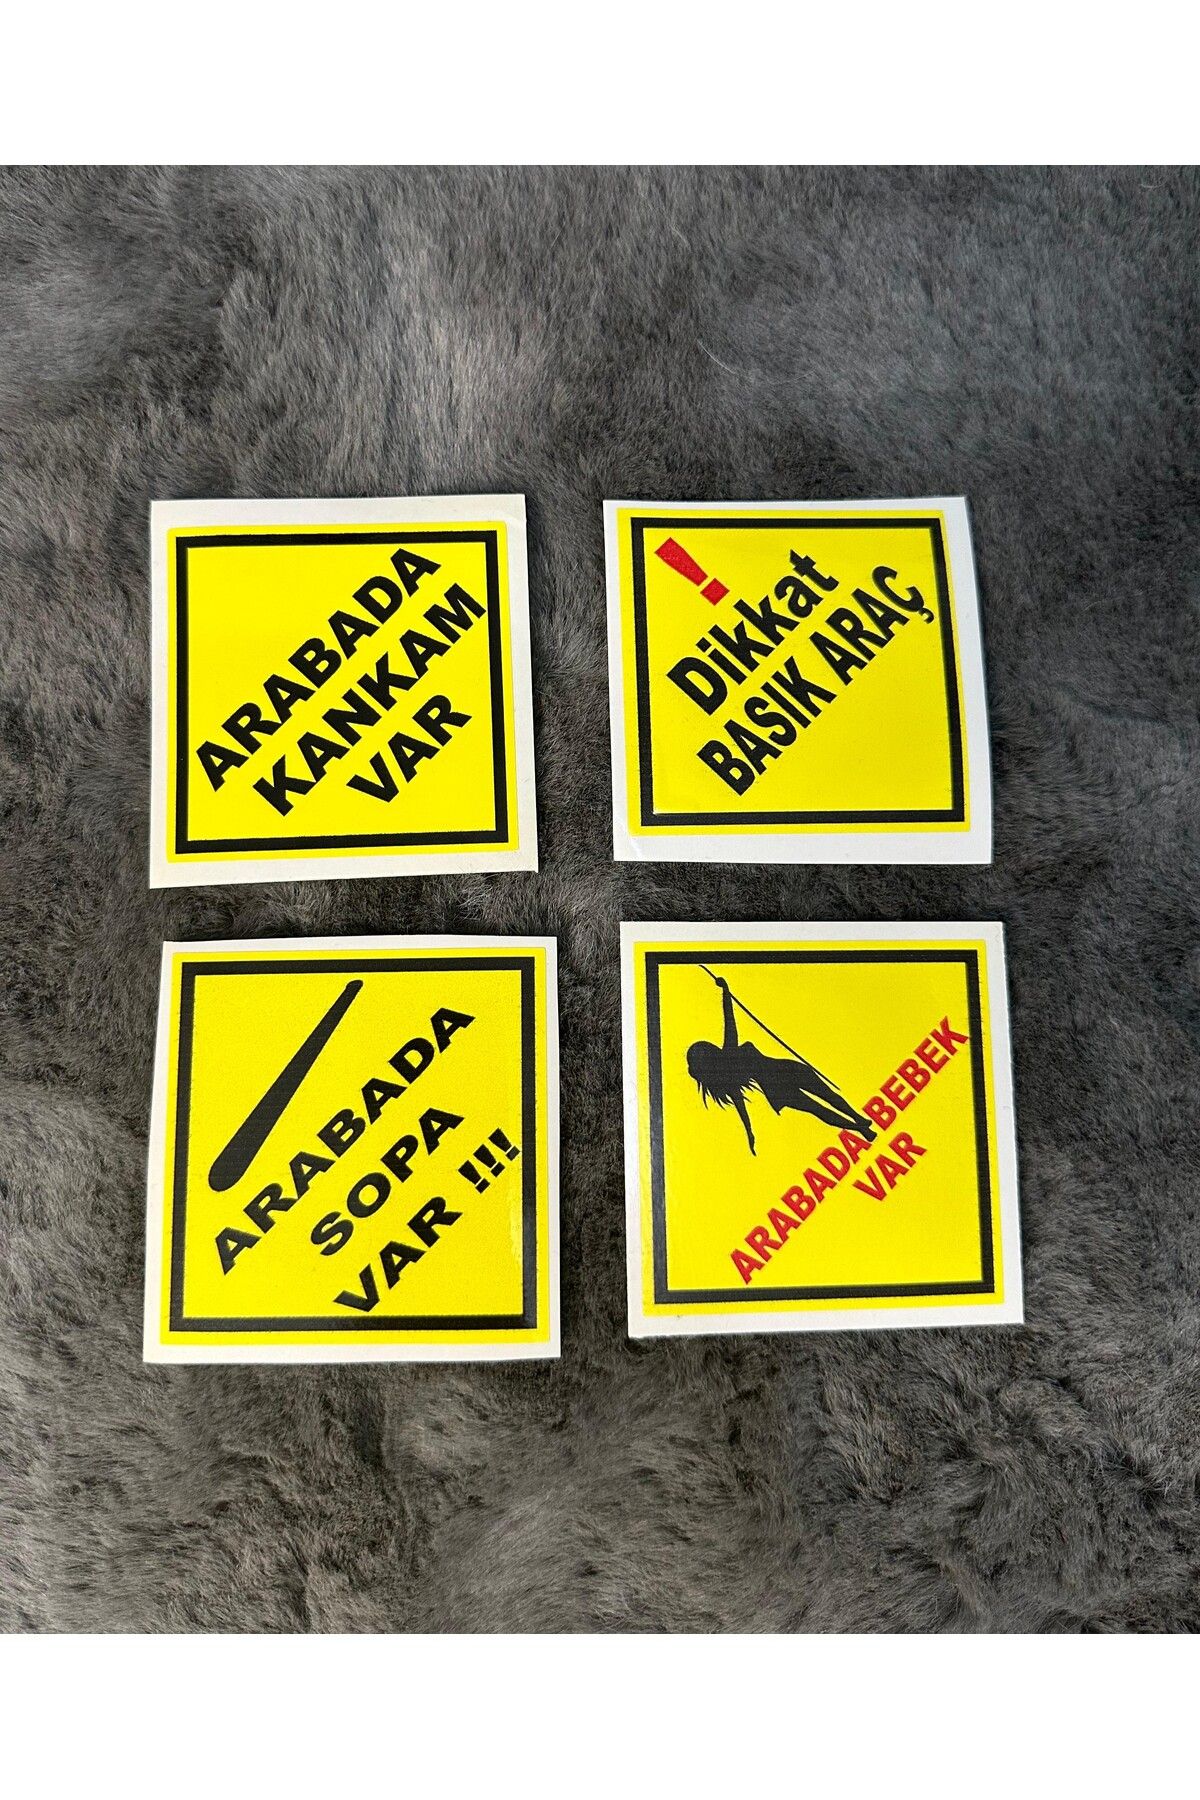 ARABADA
KANKAM
VAR
!
Dikkat
BASIK ARAÇ
ARABADA
SOPA
VAR !!!
ARABADA BEBEK
VAR